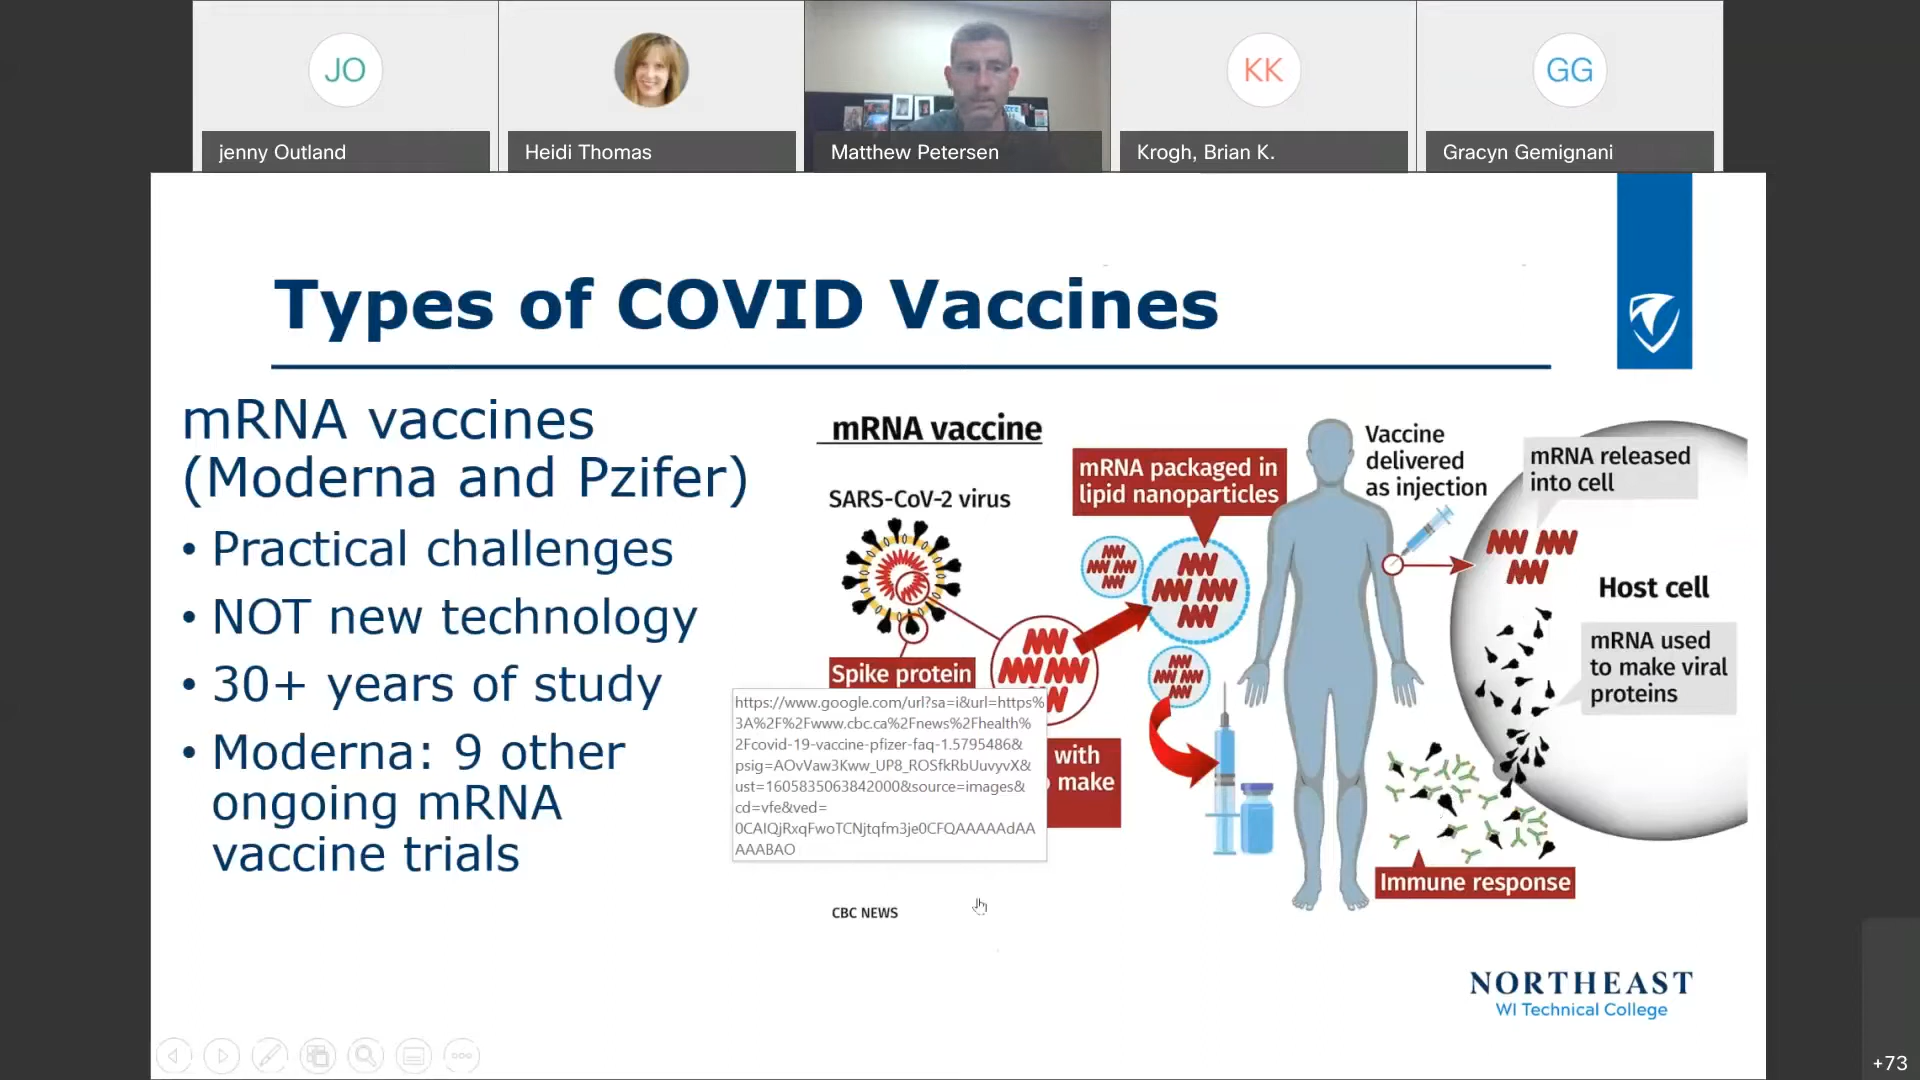 JO
KK
GG
jenny Outland
Heidi Thomas
Matthew Petersen
Krogh, Brian K.
Gracyn Gemignani
Types of COVID Vaccines
mRNA vaccines
(Moderna and Pzifer)
• Practical challenges
• NOT new technology
• 30+ years of study
• Moderna: 9 other
ongoing mRNA
vaccine trials
mRNA vaccine
SARS-CoV-2 virus
Spike protein
mRNA packaged in
lipid nanoparticles
Vaccine
delivered
as injection
mRNA released
into cell
Host cell
mRNA used
to make viral
proteins
https://www.google.com/url?sa=i&url=https%
3A%2F%2Fwww.cbc.ca%2Fnews%2Fhealth%
2Fcovid-19-vaccine-pfizer-faq-1.5795486&
psig=AOvVaw3Kww_UP8_ROSfkRbUuvyvX&
ust=1605835063842000&source=images&
cd=vfe&ved=
0CAIQjRxqFwoTCNjtqfm3je0CFQAAAAAdAA
AAABAO
with
make
Immune response
CBC NEWS
NORTHEAST
WI Technical College
+73